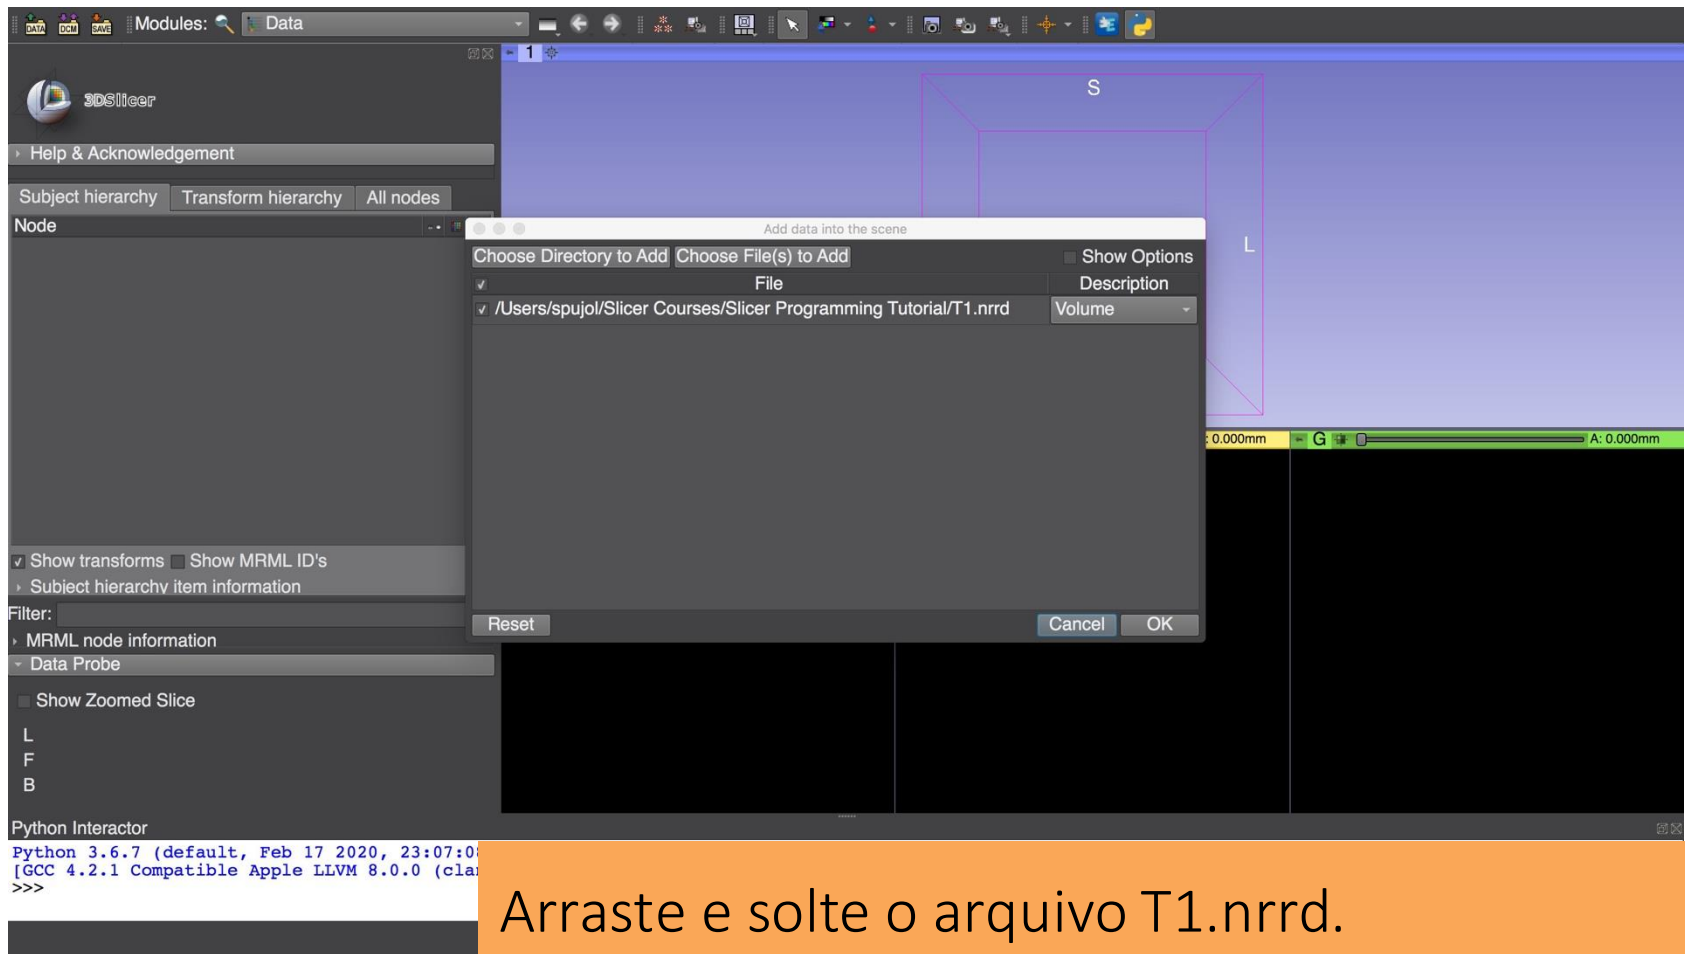 DATA DCM SAVE Modules: Data
1
3DSlicer
S
Help & Acknowledgement
Subject hierarchy Transform hierarchy All nodes
Node
Add data into the scene
L
Choose Directory to Add Choose File(s) to Add Show Options
File Description
/Users/spujol/Slicer Courses/Slicer Programming Tutorial/T1.nrrd Volume
: 0.000mm G A: 0.000mm
Show transforms Show MRML ID's
Subject hierarchy item information
Filter:
Reset Cancel OK
MRML node information
Data Probe
Show Zoomed Slice
L
F
B
Python Interactor
Python 3.6.7 (default, Feb 17 2020, 23:07:0
[GCC 4.2.1 Compatible Apple LLVM 8.0.0 (cla
>>>
Arraste e solte o arquivo T1.nrrd.